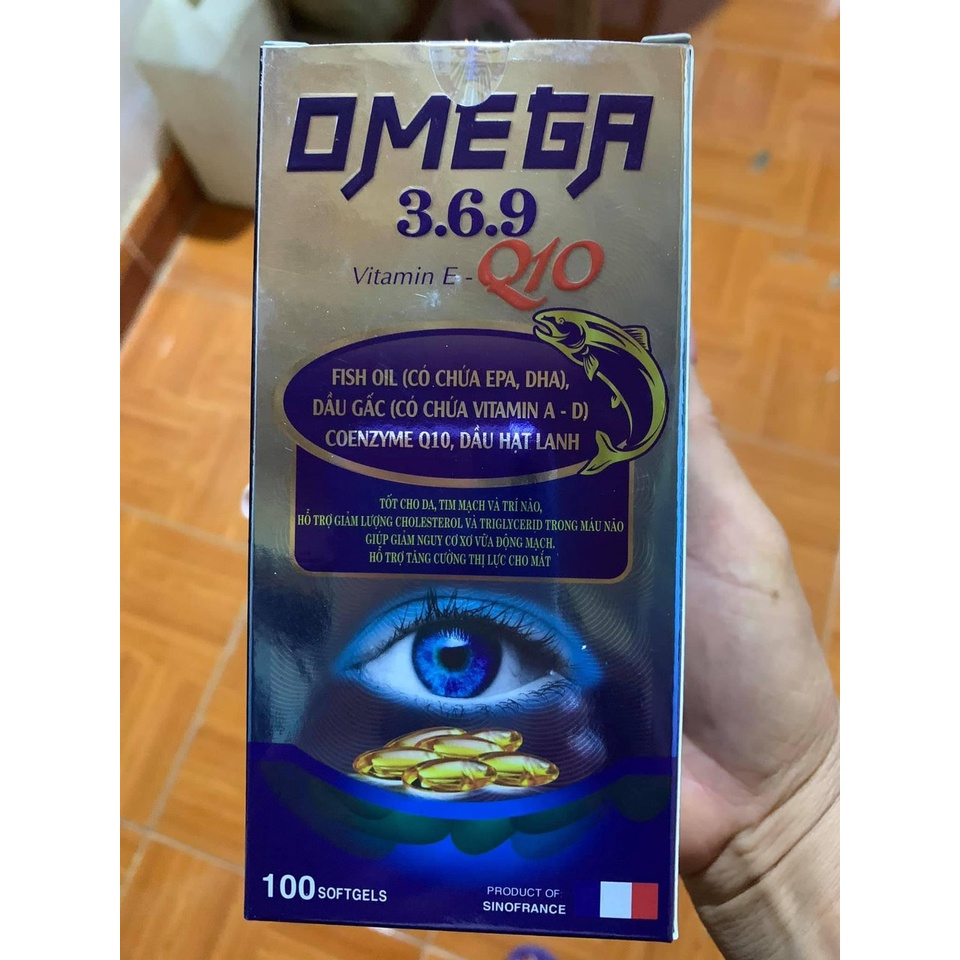 OMEGA
3.6.9
Vitamin E - Q10
FISH OIL (CÓ CHỨA EPA, DHA),
DẦU GẤC (CÓ CHỨA VITAMIN A - D)
COENZYME Q10, DẦU HẠT LANH
TỐT CHO DA, TIM MẠCH VÀ TRÍ NÃO,
HỖ TRỢ GIẢM LƯỢNG CHOLESTEROL VÀ TRIGLYCERID TRONG MÁU NÃO
GIÚP GIẢM NGUY CƠ XƠ VỮA ĐỘNG MẠCH.
HỖ TRỢ TĂNG CƯỜNG THỊ LỰC CHO MẮT
100 SOFTGELS
PRODUCT OF:
SINOFRANCE